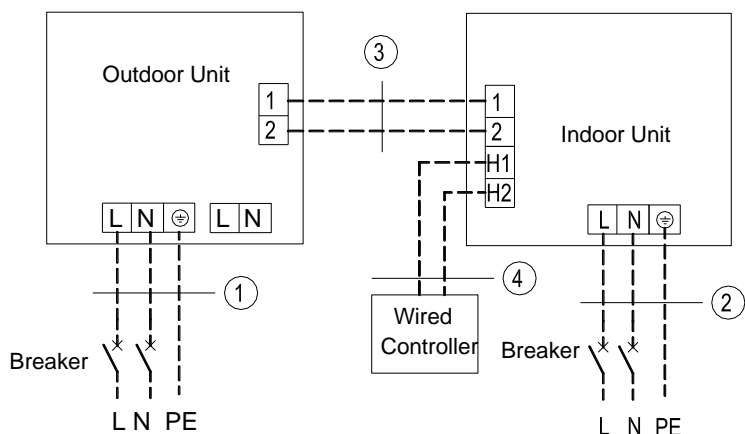 Outdoor Unit
1
2
L N ⏚
L N
①
Breaker
L N PE
③
1
2
H1
H2
Indoor Unit
L N ⏚
④
Wired
Controller
②
Breaker
L N PE